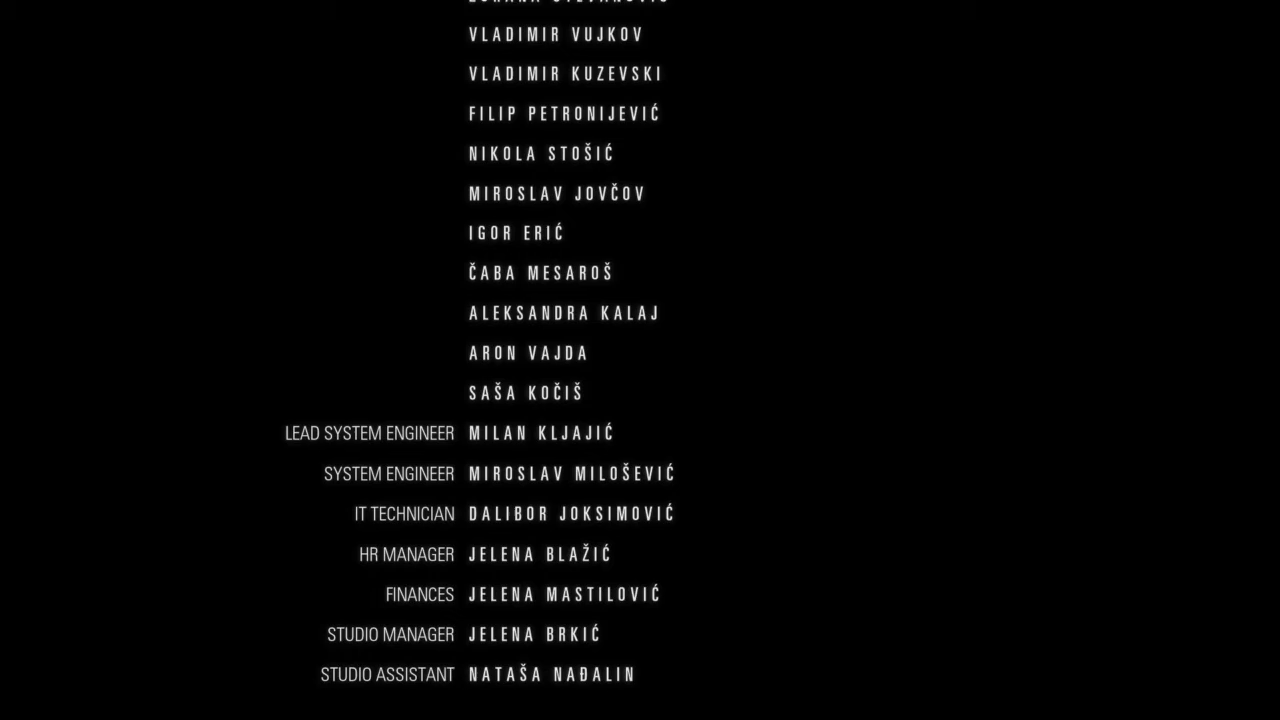 VLADIMIR VUJKOV
VLADIMIR KUZEVSKI
FILIP PETRONIJEVIĆ
NIKOLA STOŠIĆ
MIROSLAV JOVČOV
IGOR ERIĆ
ČABA MESAROŠ
ALEKSANDRA KALAJ
ARON VAJDA
SAŠA KOČIŠ
LEAD SYSTEM ENGINEER MILAN KLJAJIĆ
SYSTEM ENGINEER MIROSLAV MILOŠEVIĆ
IT TECHNICIAN DALIBOR JOKSIMOVIĆ
HR MANAGER JELENA BLAŽIĆ
FINANCES JELENA MASTILOVIĆ
STUDIO MANAGER JELENA BRKIĆ
STUDIO ASSISTANT NATAŠA NAĐALIN